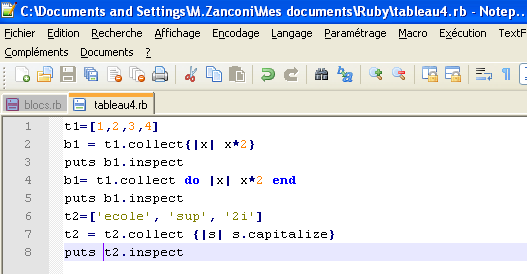 C:\Documents and Settings\M.Zanconi\Mes documents\Ruby\tableau4.rb - Notep...
Fichier Edition Recherche Affichage Encodage Langage Paramétrage Macro Exécution TextF
Compléments Documents ?
blocs.rb tableau4.rb
1 t1=[1,2,3,4]
2 b1 = t1.collect{|x| x*2}
3 puts b1.inspect
4 b1= t1.collect do |x| x*2 end
5 puts b1.inspect
6 t2=['ecole', 'sup', '2i']
7 t2 = t2.collect {|s| s.capitalize}
8 puts t2.inspect